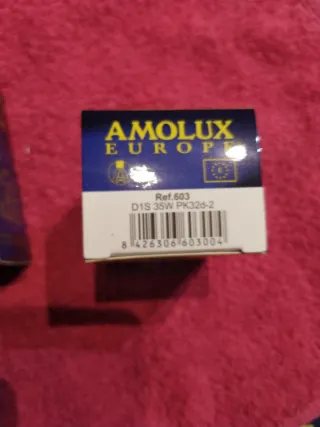 AMOLUX
EUROPE
Ref.603
D1S 35W PK32d-2
8 426306 603004